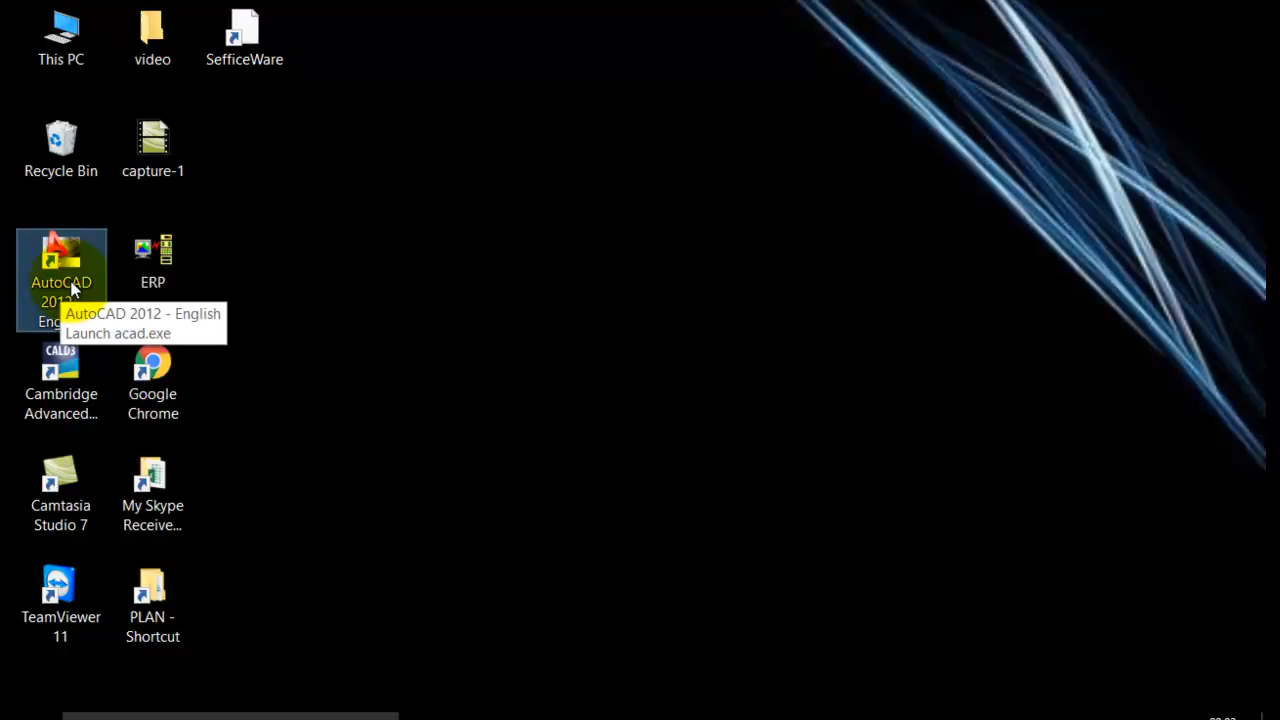 This PC
video
SefficeWare
Recycle Bin
capture-1
AutoCAD
2012
ERP
AutoCAD 2012 - English
Launch acad.exe
CALD3
Cambridge
Advanced...
Google
Chrome
Camtasia
Studio 7
My Skype
Receive...
TeamViewer
11
PLAN -
Shortcut